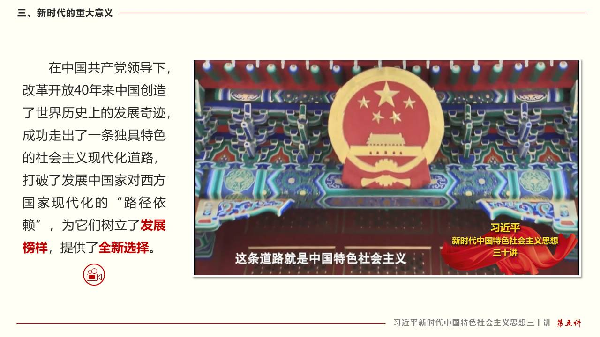 三、新时代的重大意义
在中国共产党领导下，
改革开放40年来中国创造
了世界历史上的发展奇迹，
成功走出了一条独具特色
的社会主义现代化道路，
打破了发展中国家对西方
国家现代化的“路径依
赖”，为它们树立了发展
榜样，提供了全新选择。
习近平
新时代中国特色社会主义思想
三十讲
这条道路就是中国特色社会主义
习近平新时代中国特色社会主义思想三十讲 第五讲